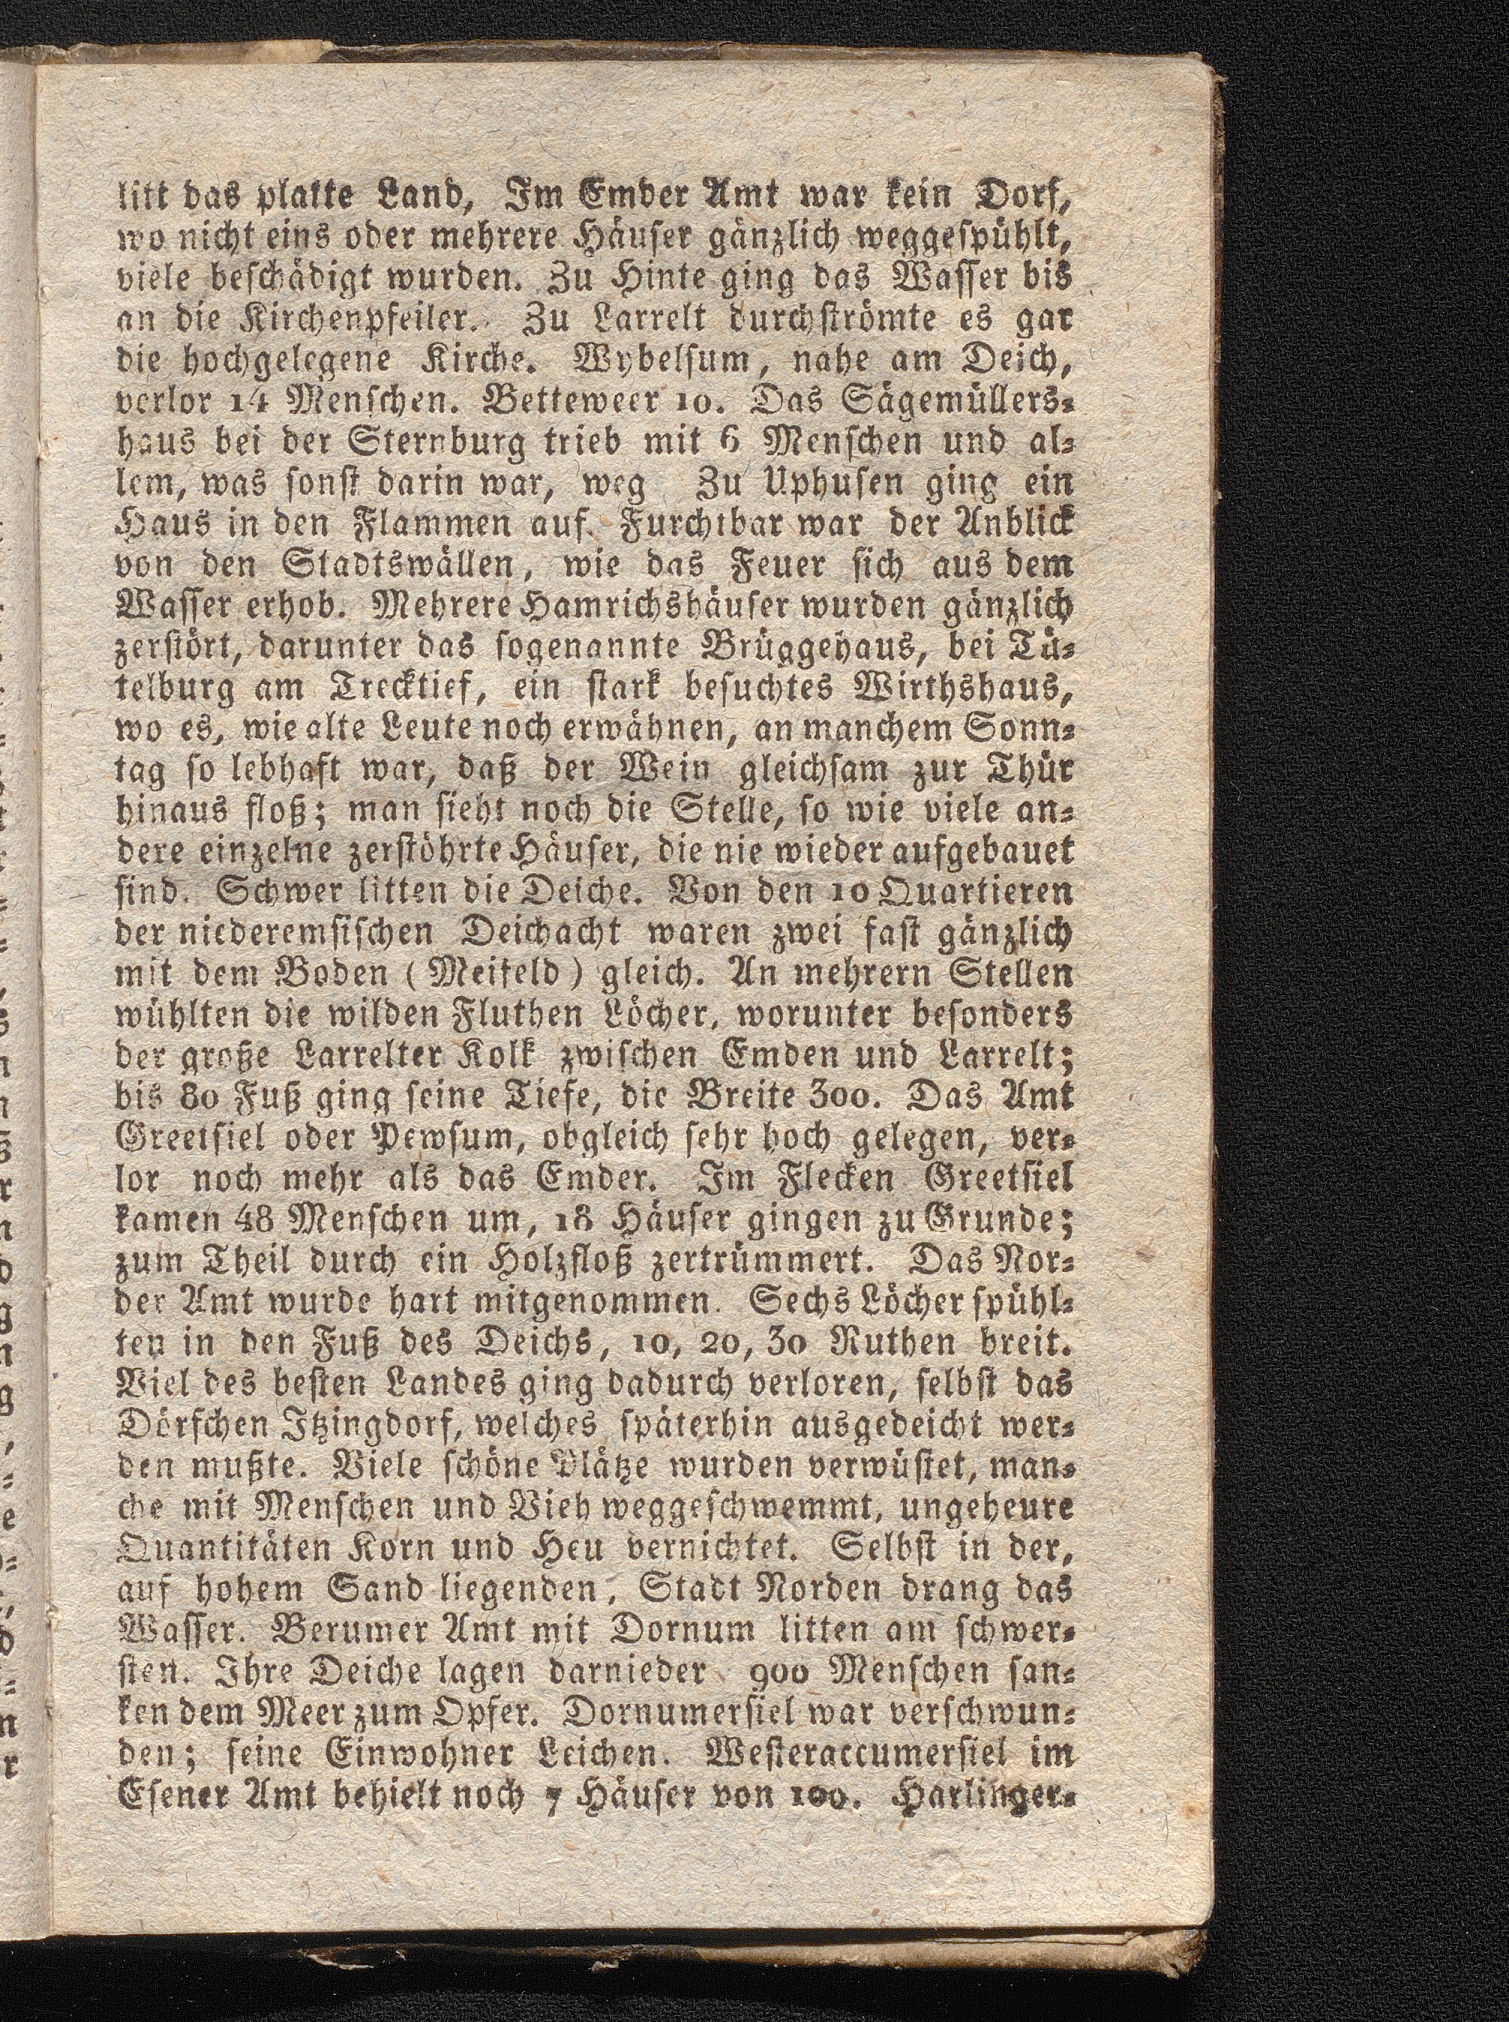 litt das platte Land, Im Emder Amt war kein Dorf,
wo nicht eins oder mehrere Häuser gänzlich weggespühlt,
viele beschädigt wurden. Zu Hinte ging das Wasser bis
an die Kirchenpfeiler. Zu Larrelt durchströmte es gar
die hochgelegene Kirche. Wybelsum, nahe am Deich,
verlor 14 Menschen. Betteweer 10. Das Sägemüllers-
haus bei der Sternburg trieb mit 6 Menschen und al-
lem, was sonst darin war, weg Zu Uphusen ging ein
Haus in den Flammen auf. Furchtbar war der Anblick
von den Stadtswällen, wie das Feuer sich aus dem
Wasser erhob. Mehrere Hamrichshäuser wurden gänzlich
zerstört, darunter das sogenannte Brüggehaus, bei Tü-
telburg am Trecktief, ein stark besuchtes Wirthshaus,
wo es, wie alte Leute noch erwähnen, an manchem Sonn-
tag so lebhaft war, daß der Wein gleichsam zur Thür
hinaus floß; man sieht noch die Stelle, so wie viele an-
dere einzelne zerstöhrte Häuser, die nie wieder aufgebauet
sind. Schwer litten die Deiche. Von den 10 Quartieren
der niederemsischen Deichacht waren zwei fast gänzlich
mit dem Boden (Meifeld) gleich. An mehrern Stellen
wühlten die wilden Fluthen Löcher, worunter besonders
der große Larrelter Kolk zwischen Emden und Larrelt;
bis 80 Fuß ging seine Tiefe, die Breite 300. Das Amt
Greetsiel oder Pewsum, obgleich sehr hoch gelegen, ver-
lor noch mehr als das Emder. Im Flecken Greetsiel
kamen 48 Menschen um, 18 Häuser gingen zu Grunde;
zum Theil durch ein Holzfloß zertrümmert. Das Nor-
der Amt wurde hart mitgenommen. Sechs Löcher spühl-
ten in den Fuß des Deichs, 10, 20, 30 Ruthen breit.
Viel des besten Landes ging dadurch verloren, selbst das
Dörfchen Itzingdorf, welches späterhin ausgedeicht wer-
den mußte. Viele schöne Plätze wurden verwüstet, man-
che mit Menschen und Vieh weggeschwemmt, ungeheure
Quantitäten Korn und Heu vernichtet. Selbst in der,
auf hohem Sand liegenden, Stadt Norden drang das
Wasser. Berumer Amt mit Dornum litten am schwer-
sten. Ihre Deiche lagen darnieder 900 Menschen san-
ken dem Meer zum Opfer. Dornumersiel war verschwun-
den; seine Einwohner Leichen. Westeraccumersiel im
Esener Amt behielt noch 7 Häuser von 100. Harlinger-